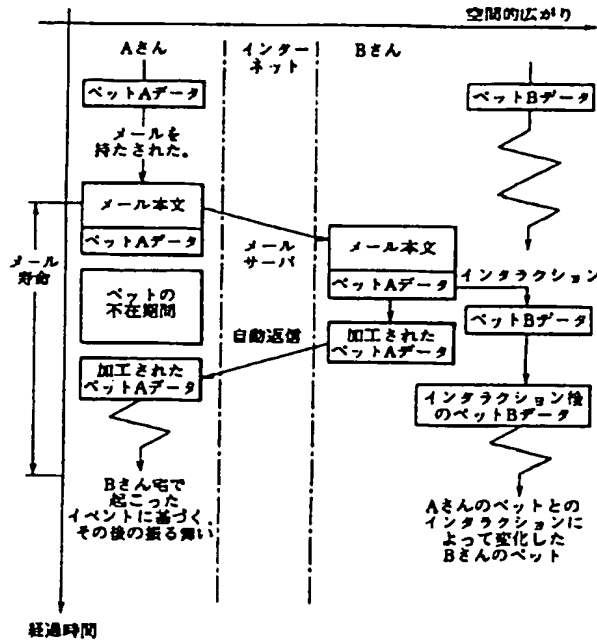 空間的広がり
Aさん
インター
ネット
Bさん
ペットAデータ
ペットBデータ
メールを
持たされた。
メール本文
ペットAデータ
メール
サーバ
メール本文
ペットAデータ
インタラクション
メール
寿命
ペットの
不在期間
ペットBデータ
自動返信
加工された
ペットAデータ
加工された
ペットAデータ
インタラクション後
のペットBデータ
Bさん宅で
起こった
イベントに基づく、
その後の振る舞い
Aさんのペットとの
インタラクションに
よって変化した
Bさんのペット
経過時間